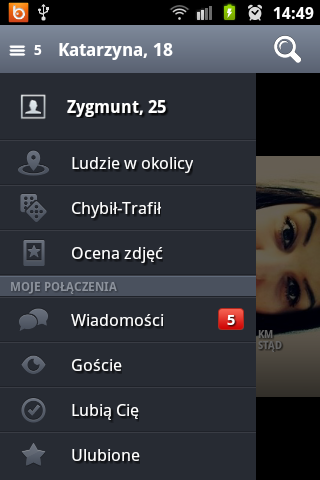 14:49
5 Katarzyna, 18
Zygmunt, 25
Ludzie w okolicy
Chybił-Trafił
Ocena zdjęć
MOJE POŁĄCZENIA
Wiadomości 5
KM
STĄD
Goście
Lubią Cię
Ulubione